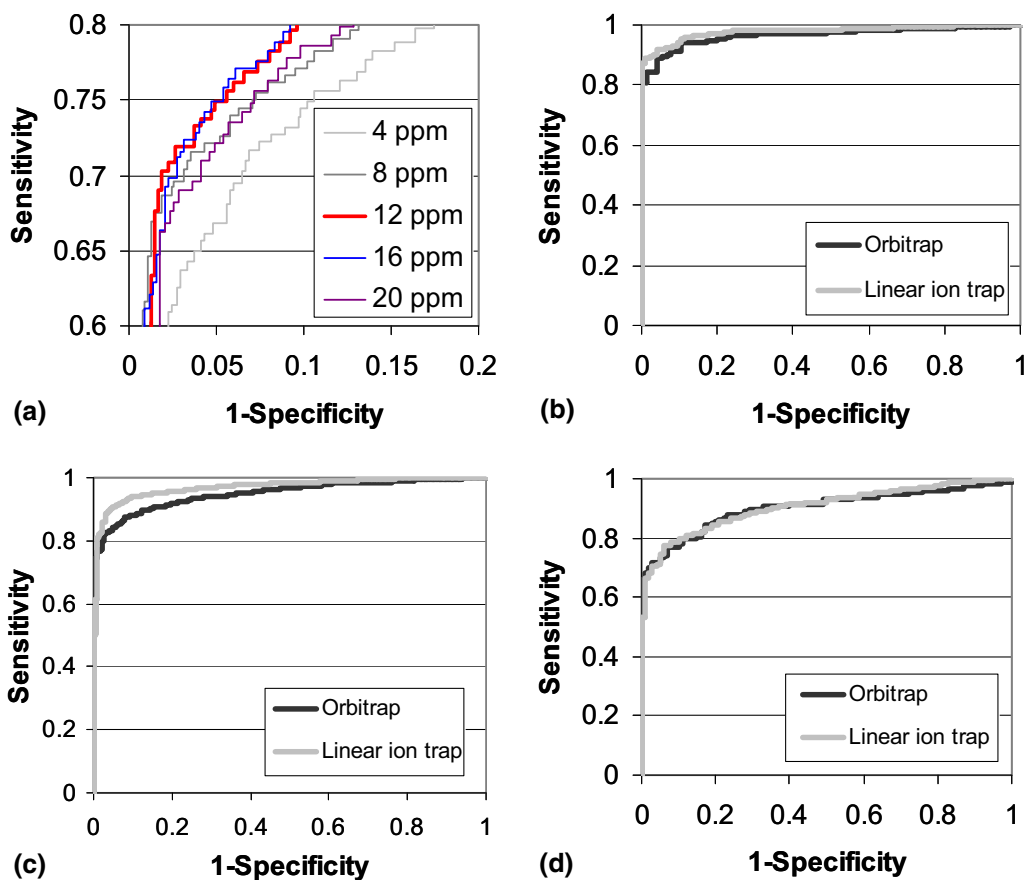 0.8
0.75
0.7
0.65
0.6
Sensitivity
0 0.05 0.1 0.15 0.2
1-Specificity
4 ppm
8 ppm
12 ppm
16 ppm
20 ppm
(a)
1
0.8
0.6
0.4
0.2
0
Sensitivity
0 0.2 0.4 0.6 0.8 1
1-Specificity
Orbitrap
Linear ion trap
(b)
1
0.8
0.6
0.4
0.2
0
Sensitivity
0 0.2 0.4 0.6 0.8 1
1-Specificity
Orbitrap
Linear ion trap
(c)
1
0.8
0.6
0.4
0.2
0
Sensitivity
0 0.2 0.4 0.6 0.8 1
1-Specificity
Orbitrap
Linear ion trap
(d)